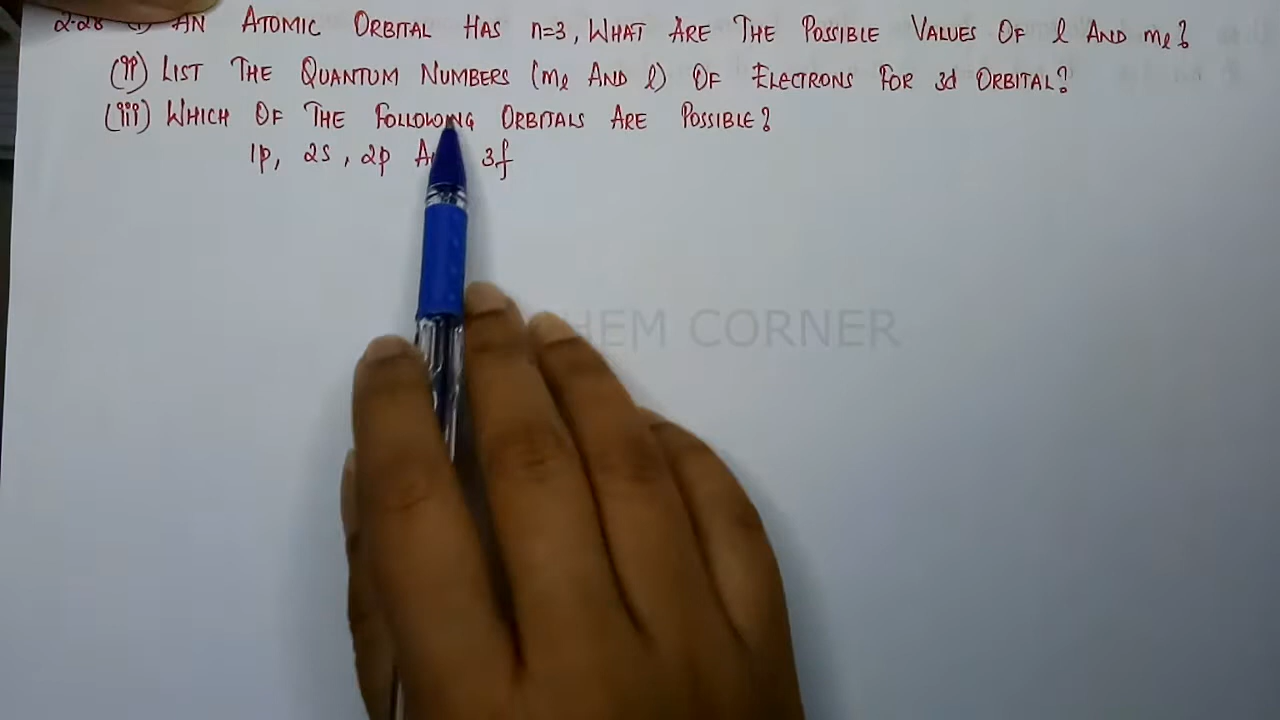 2.28 (i) AN ATOMIC ORBITAL HAS n=3, WHAT ARE THE POSSIBLE VALUES OF l AND ml?
(ii) LIST THE QUANTUM NUMBERS (ml AND l) OF ELECTRONS FOR 3d ORBITAL?
(iii) WHICH OF THE FOLLOWING ORBITALS ARE POSSIBLE?
1p, 2s, 2p 3f
HEM CORNER